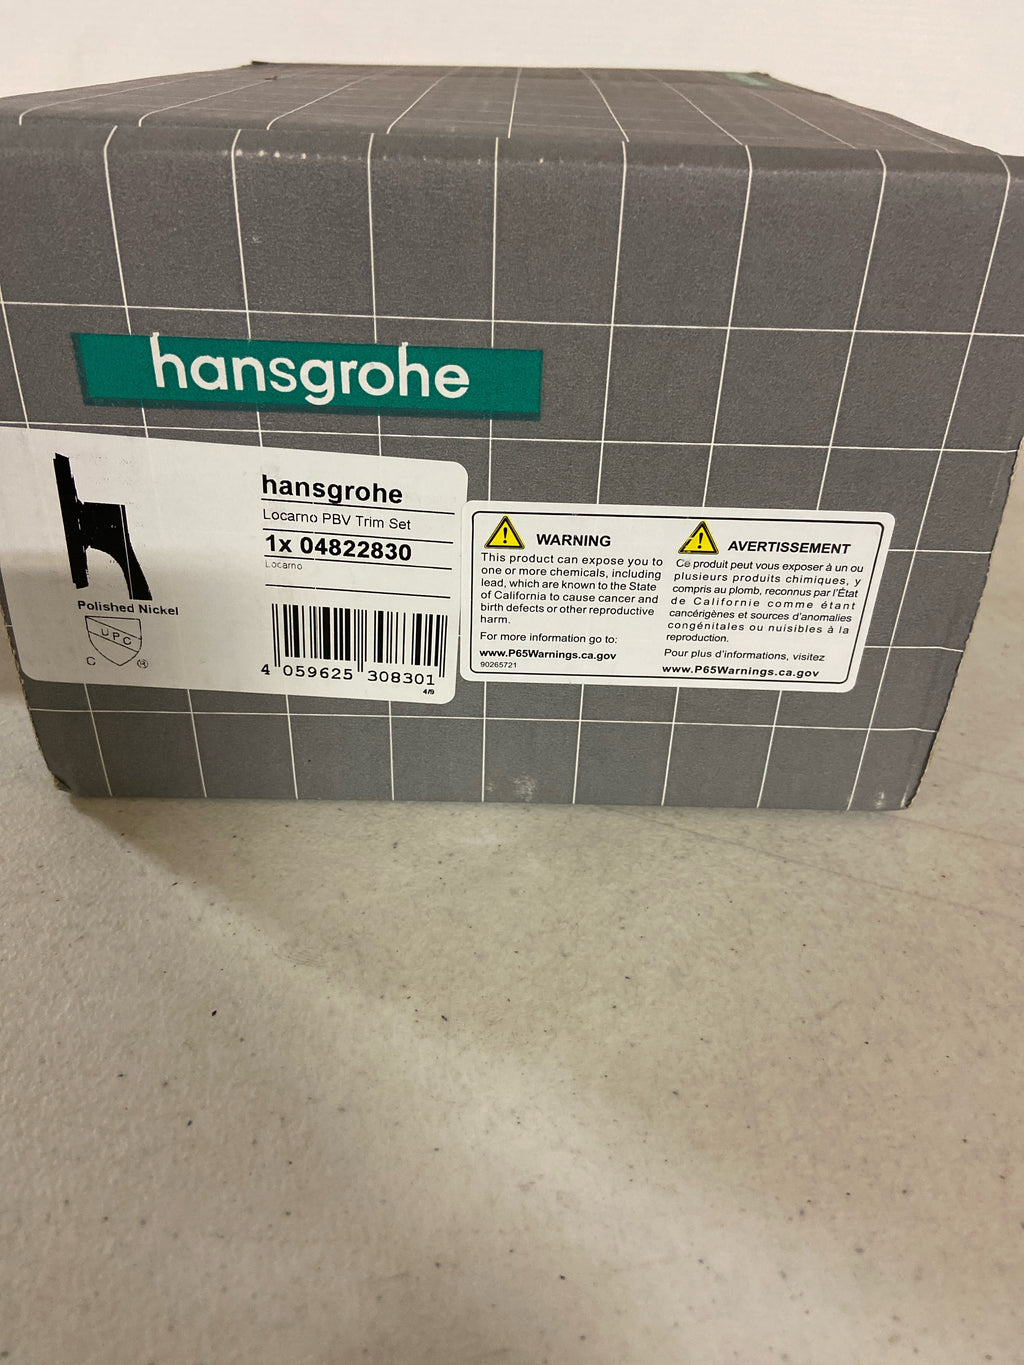 hansgrohe
hansgrohe
Locarno PBV Trim Set
1x 04822830
Locarno
Polished Nickel
UPC
C ®
4 059625 308301
4/9
WARNING
This product can expose you to
one or more chemicals, including
lead, which are known to the State
of California to cause cancer and
birth defects or other reproductive
harm.
For more information go to:
www.P65Warnings.ca.gov
90265721
AVERTISSEMENT
Ce produit peut vous exposer à un ou
plusieurs produits chimiques, y
compris au plomb, reconnus par l'État
de Californie comme étant
cancérigènes et sources d'anomalies
congénitales ou nuisibles à la
reproduction.
Pour plus d'informations, visitez
www.P65Warnings.ca.gov